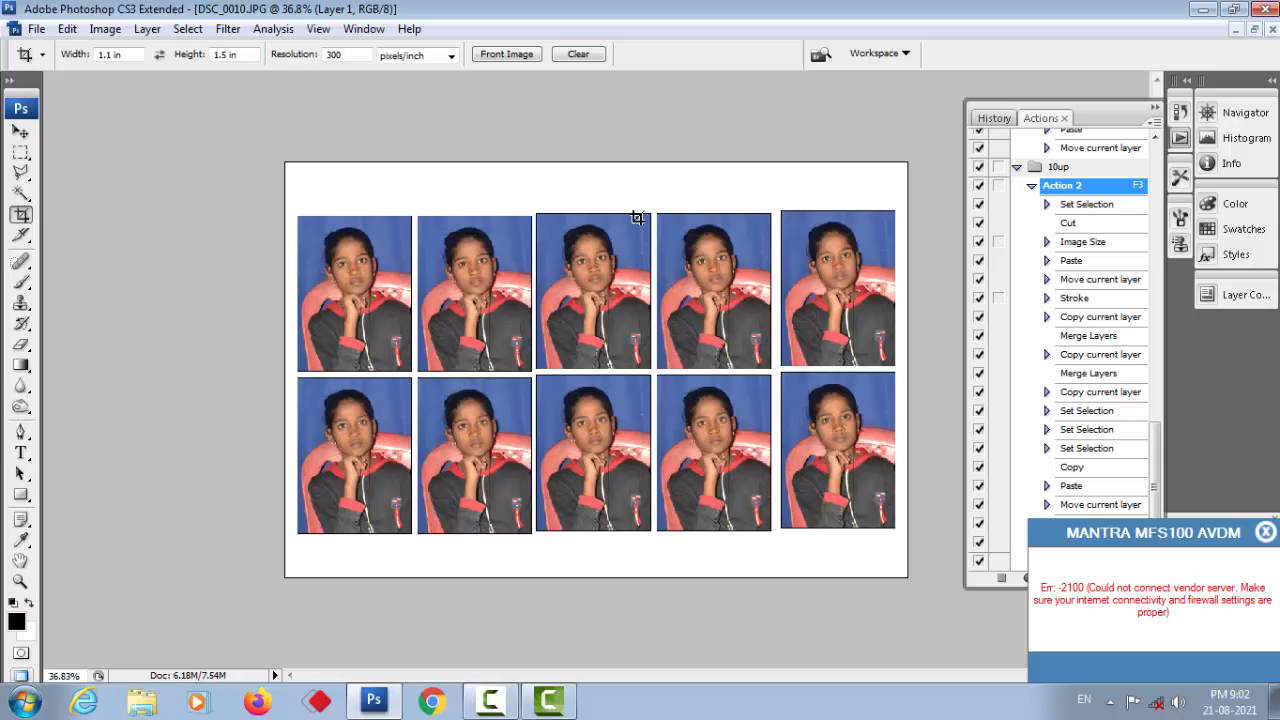 Adobe Photoshop CS3 Extended - [DSC_0010.JPG @ 36.8% (Layer 1, RGB/8)]
File Edit Image Layer Select Filter Analysis View Window Help
Width: 1.1 in Height: 1.5 in Resolution: 300 pixels/inch Front Image Clear Workspace
Ps
History Actions
Navigator
Histogram
Info
Color
Swatches
Styles
Layer Co...
Paste
Move current layer
10up
Action 2 F3
Set Selection
Cut
Image Size
Paste
Move current layer
Stroke
Copy current layer
Merge Layers
Copy current layer
Merge Layers
Copy current layer
Set Selection
Set Selection
Set Selection
Copy
Paste
Move current layer
MANTRA MFS100 AVDM
Err: -2100 (Could not connect vendor server. Make
sure your internet connectivity and firewall settings are
proper)
36.83% Doc: 6.18M/7.54M
Ps
EN
PM 9:02
21-08-2021